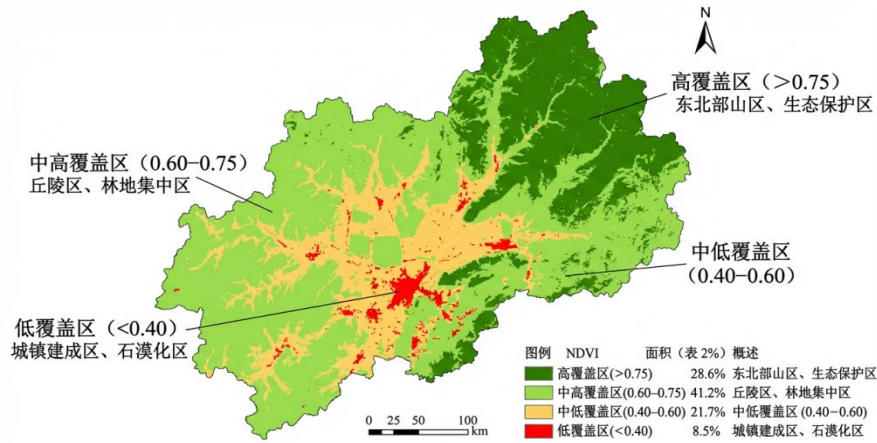 N
高覆盖区（>0.75）
东北部山区、生态保护区
中高覆盖区（0.60–0.75）
丘陵区、林地集中区
中低覆盖区
（0.40–0.60）
低覆盖区（<0.40）
城镇建成区、石漠化区
图例 NDVI 面积（表2%）概述
高覆盖区(>0.75) 28.6% 东北部山区、生态保护区
中高覆盖区(0.60–0.75) 41.2% 丘陵区、林地集中区
中低覆盖区(0.40–0.60) 21.7% 中低覆盖区(0.40–0.60)
低覆盖区(<0.40) 8.5% 城镇建成区、石漠化区
0 25 50 100
km